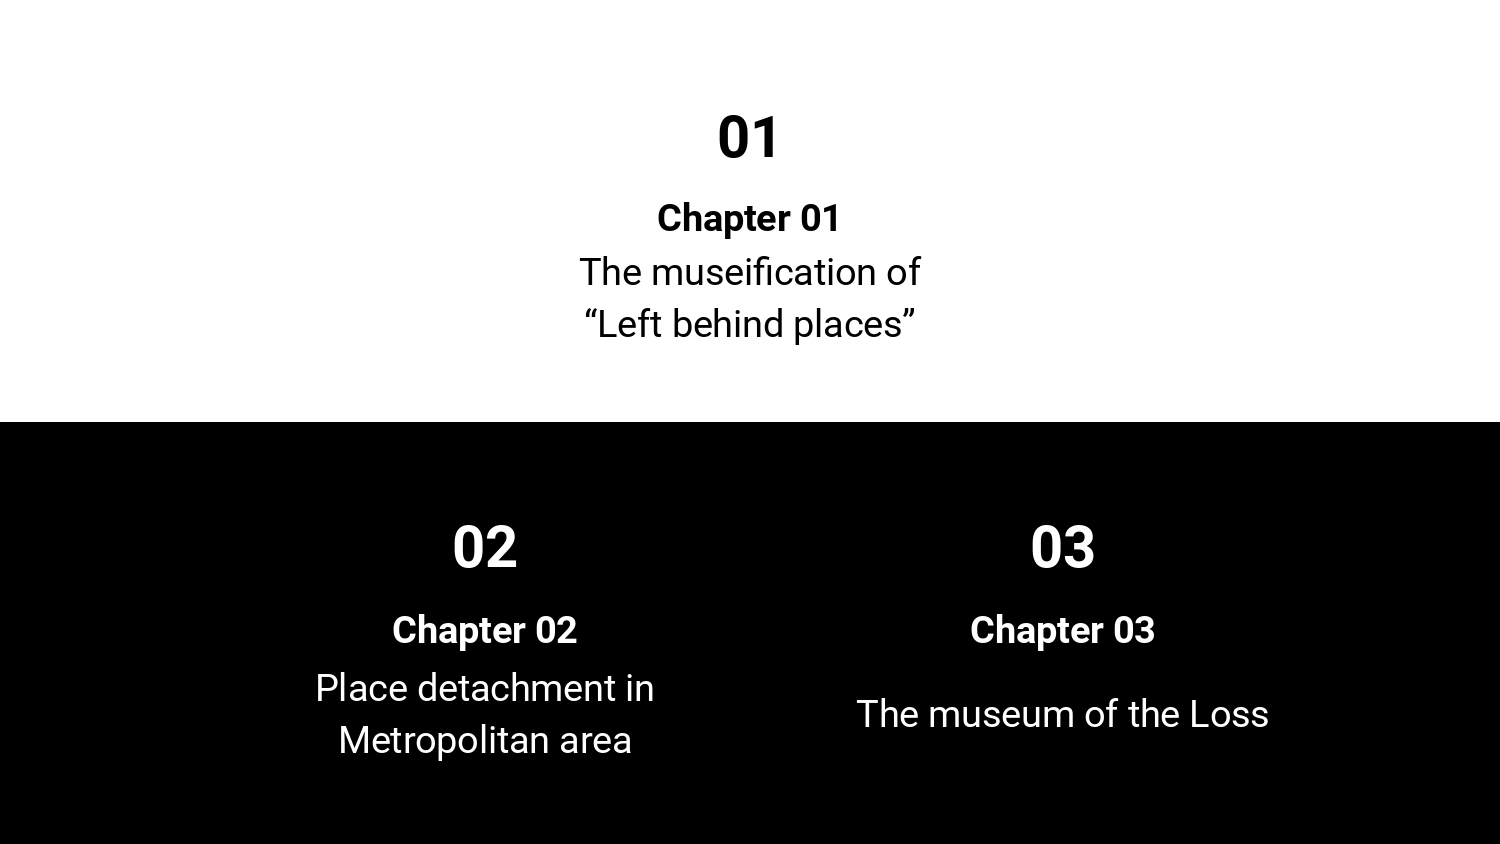 01
Chapter 01
The museification of
“Left behind places”
02
Chapter 02
Place detachment in
Metropolitan area
03
Chapter 03
The museum of the Loss